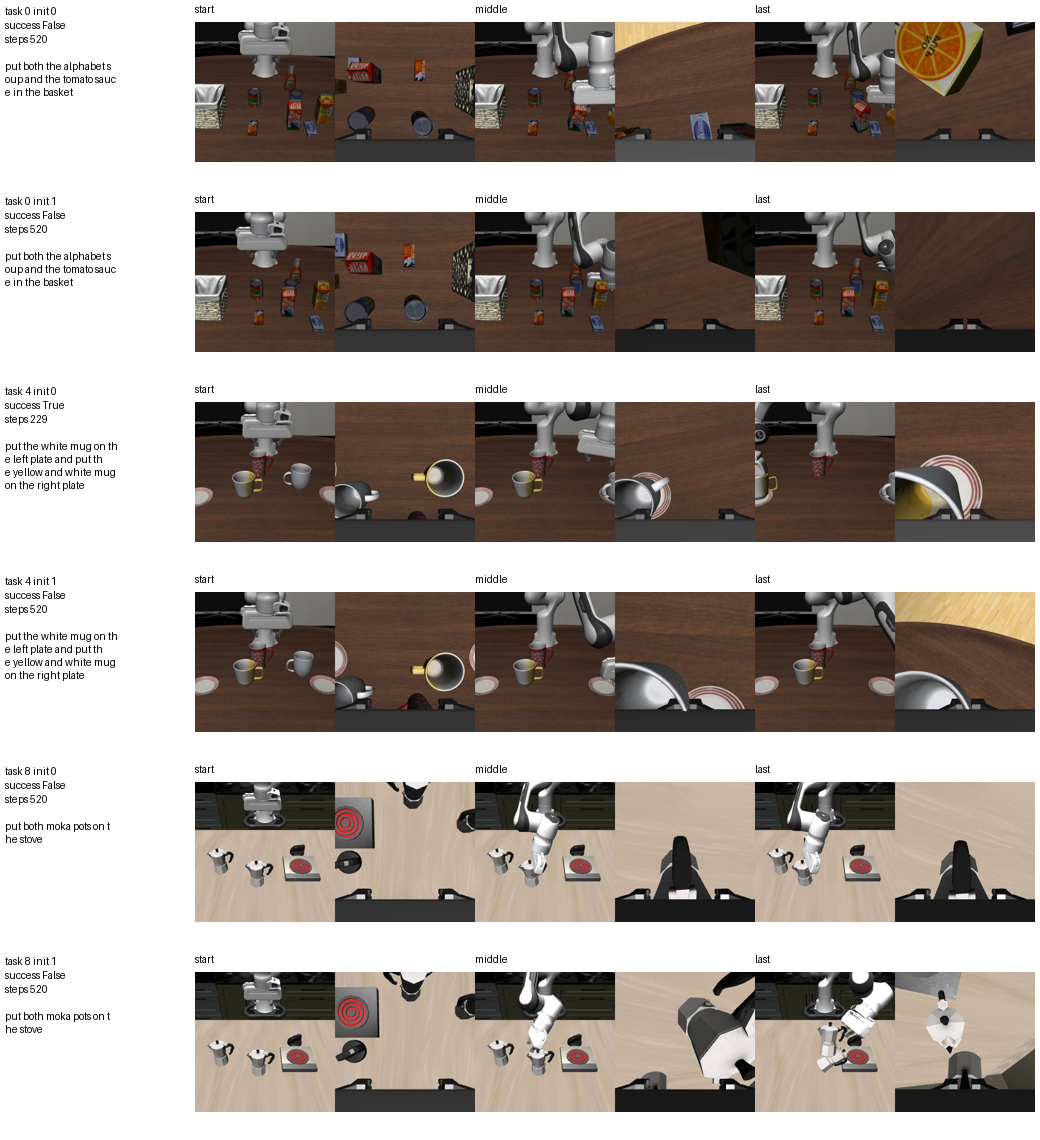 task 0 init 0
success False
steps 520
put both the alphabet s
oup and the tomato sauc
e in the basket
start
middle
last
task 0 init 1
success False
steps 520
put both the alphabet s
oup and the tomato sauc
e in the basket
start
middle
last
task 4 init 0
success True
steps 229
put the white mug on th
e left plate and put th
e yellow and white mug
on the right plate
start
middle
last
task 4 init 1
success False
steps 520
put the white mug on th
e left plate and put th
e yellow and white mug
on the right plate
start
middle
last
task 8 init 0
success False
steps 520
put both moka pots on t
he stove
start
middle
last
task 8 init 1
success False
steps 520
put both moka pots on t
he stove
start
middle
last